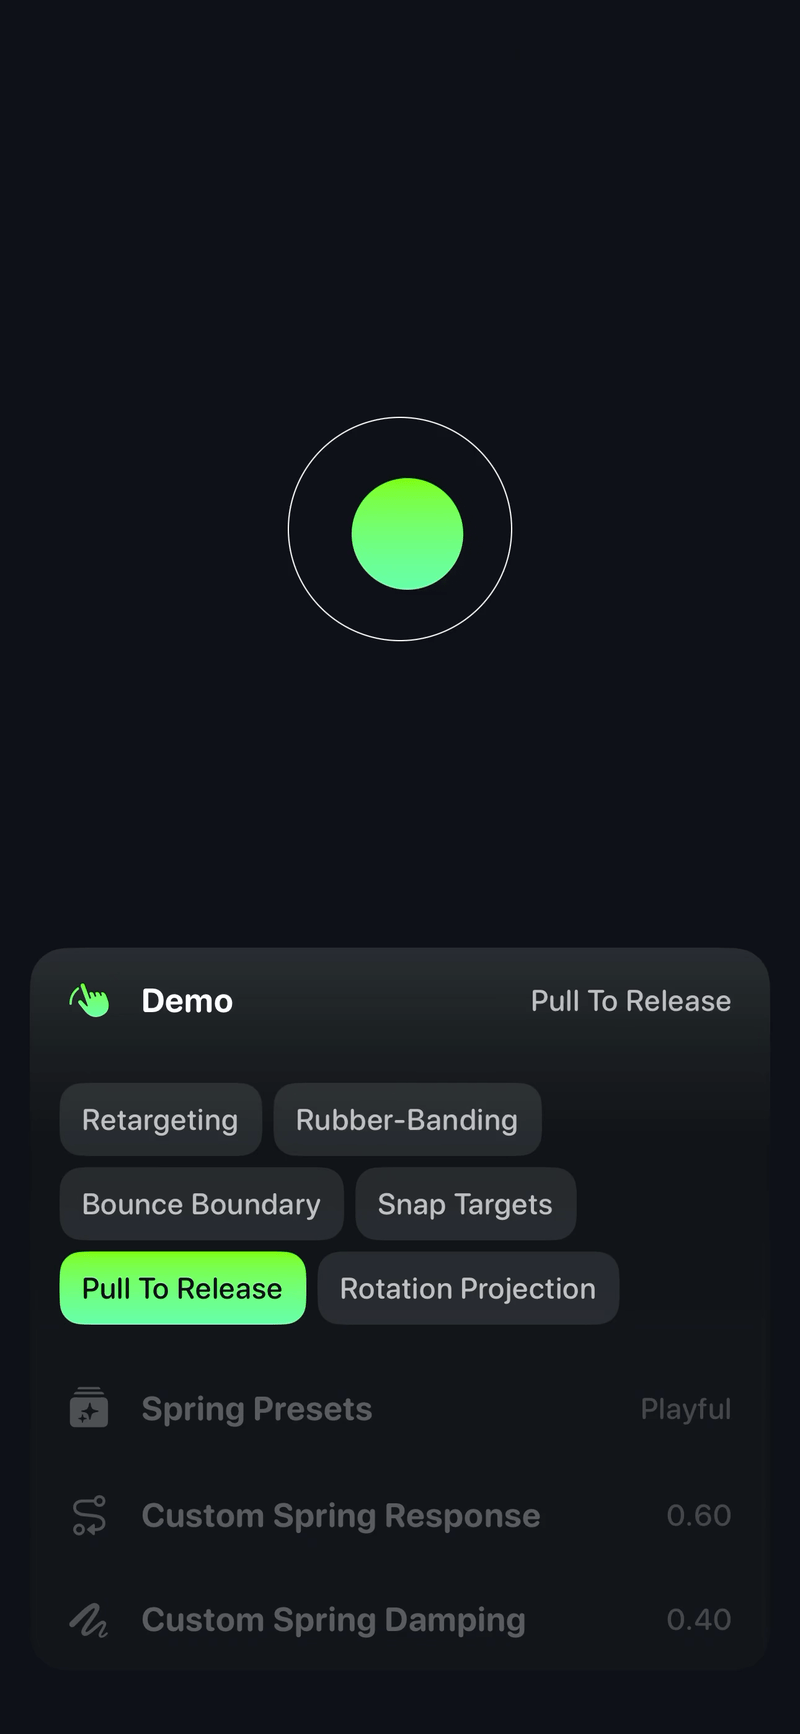 Demo Pull To Release
Retargeting Rubber-Banding
Bounce Boundary Snap Targets
Pull To Release Rotation Projection
Spring Presets Playful
Custom Spring Response 0.60
Custom Spring Damping 0.40